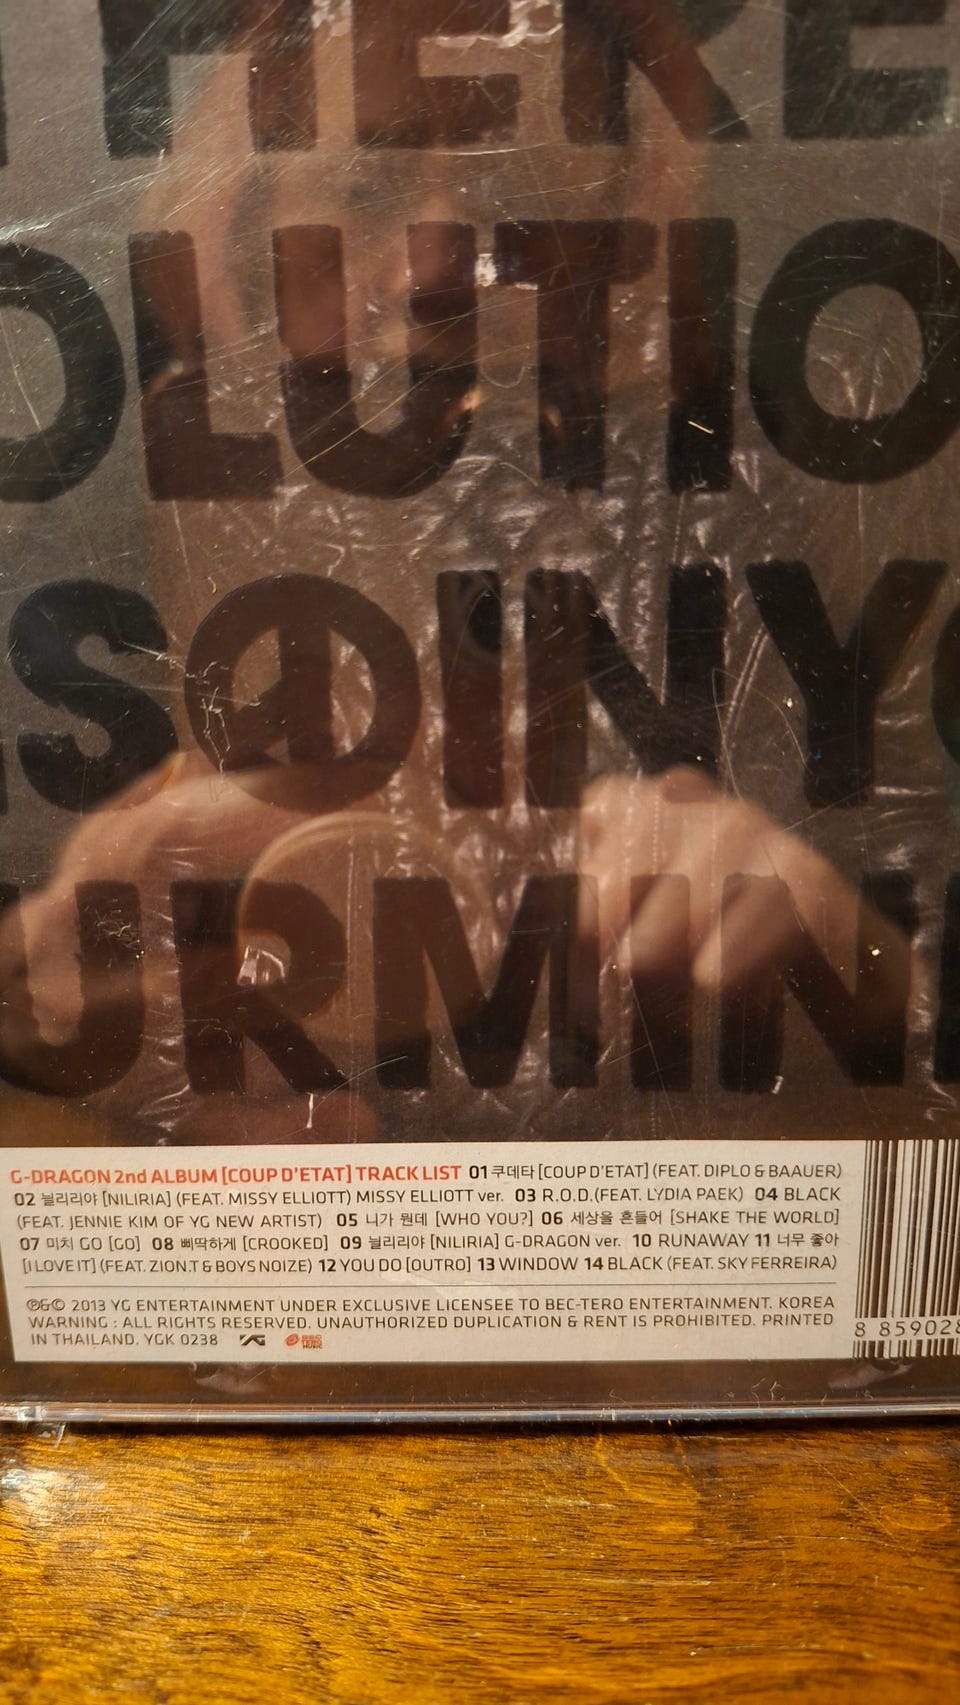 HERE
OLUTIO
S IN Y
URMIN
G-DRAGON 2nd ALBUM [COUP D'ETAT] TRACK LIST 01 쿠데타 [COUP D'ETAT] (FEAT. DIPLO & BAAUER)
02 늴리리야 [NILIRIA] (FEAT. MISSY ELLIOTT) MISSY ELLIOTT ver. 03 R.O.D.(FEAT. LYDIA PAEK) 04 BLACK
(FEAT. JENNIE KIM OF YG NEW ARTIST) 05 니가 뭔데 [WHO YOU?] 06 세상을 흔들어 [SHAKE THE WORLD]
07 미치 GO [GO] 08 삐딱하게 [CROOKED] 09 늴리리야 [NILIRIA] G-DRAGON ver. 10 RUNAWAY 11 너무 좋아
[I LOVE IT] (FEAT. ZION.T & BOYS NOIZE) 12 YOU DO [OUTRO] 13 WINDOW 14 BLACK (FEAT. SKY FERREIRA)
℗&© 2013 YG ENTERTAINMENT UNDER EXCLUSIVE LICENSEE TO BEC-TERO ENTERTAINMENT. KOREA
WARNING : ALL RIGHTS RESERVED. UNAUTHORIZED DUPLICATION & RENT IS PROHIBITED. PRINTED
IN THAILAND. YGK 0238 YG BEC TERO MUSIC
8 859028